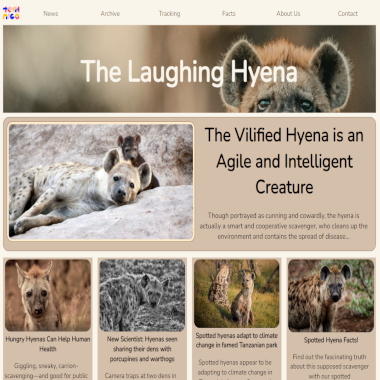 TECH
NICO
News Archive Tracking Facts About Us Contact
The Laughing Hyena
The Vilified Hyena is an
Agile and Intelligent
Creature
Though portrayed as cunning and cowardly, the hyena is
actually a smart and cooperative scavenger, who cleans up the
environment and contains the spread of disease...
Hungry Hyenas Can Help Human
Health
Giggling, sneaky, carrion-
scavenging—and good for public
New Scientist: Hyenas seen
sharing their dens with
porcupines and warthogs
Camera traps at two dens in
Spotted hyenas adapt to climate
change in famed Tanzanian park
Spotted hyenas appear to be
adapting to climate change in
Spotted Hyena Facts!
Find out the fascinating truth
about this supposed scavenger
with our spotted